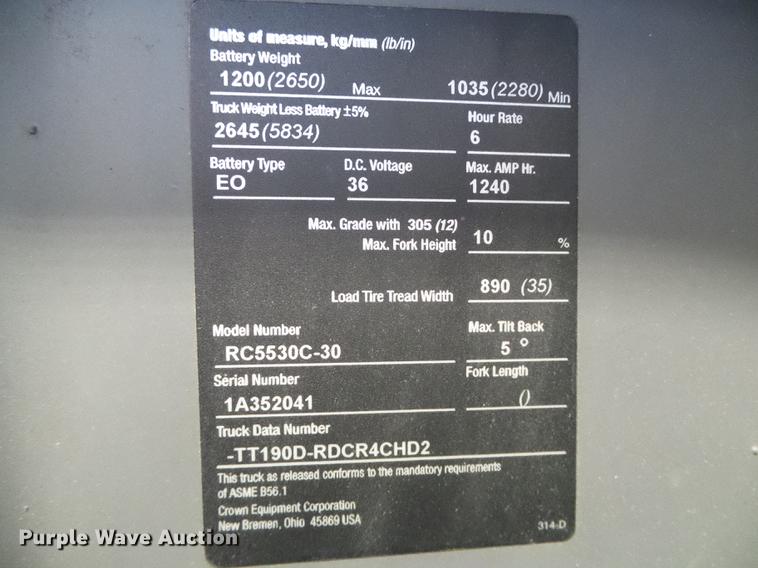 Units of measure, kg/mm (lb/in)
Battery Weight
1200 (2650) Max 1035 (2280) Min
Truck Weight Less Battery ±5% Hour Rate
2645 (5834) 6
Battery Type D.C. Voltage Max. AMP Hr.
EO 36 1240
Max. Grade with 305 (12)
Max. Fork Height 10 %
Load Tire Tread Width 890 (35)
Model Number Max. Tilt Back
RC5530C-30 5 °
Serial Number Fork Length
1A352041 ()
Truck Data Number
-TT190D-RDCR4CHD2
This truck as released conforms to the mandatory requirements
of ASME B56.1
Crown Equipment Corporation
New Bremen, Ohio 45869 USA 314-D
Purple Wave Auction